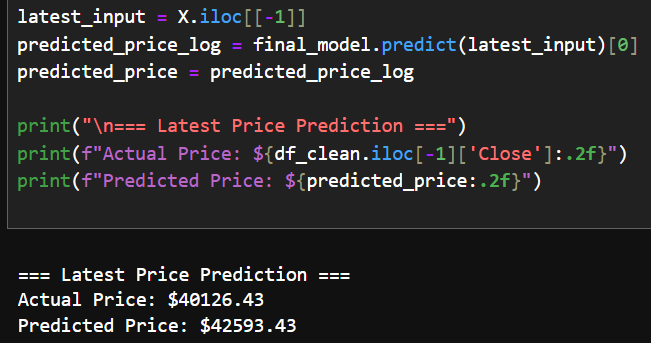 latest_input = X.iloc[[-1]]
predicted_price_log = final_model.predict(latest_input)[0]
predicted_price = predicted_price_log
print("\n=== Latest Price Prediction ===")
print(f"Actual Price: ${df_clean.iloc[-1]['Close']:.2f}")
print(f"Predicted Price: ${predicted_price:.2f}")
=== Latest Price Prediction ===
Actual Price: $40126.43
Predicted Price: $42593.43